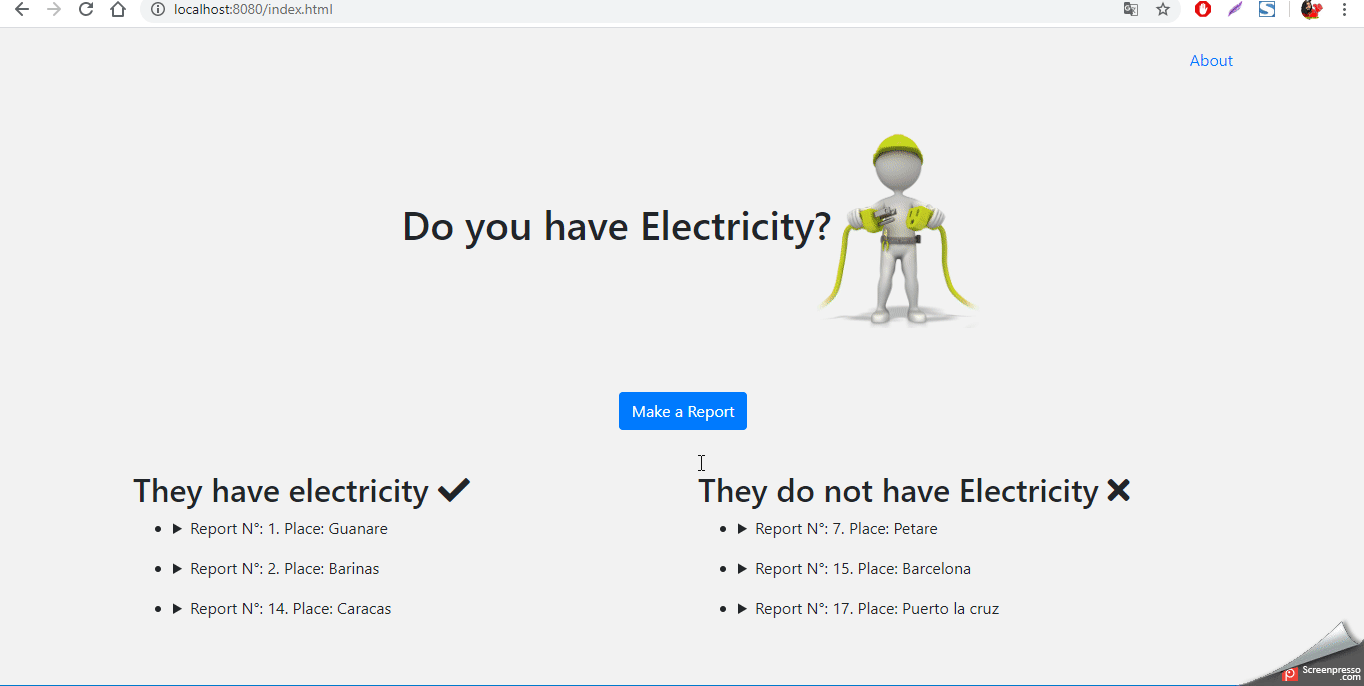 localhost:8080/index.html
About
Do you have Electricity?
Make a Report
They have electricity
Report N°: 1. Place: Guanare
Report N°: 2. Place: Barinas
Report N°: 14. Place: Caracas
They do not have Electricity
Report N°: 7. Place: Petare
Report N°: 15. Place: Barcelona
Report N°: 17. Place: Puerto la cruz
Screenpresso
.com